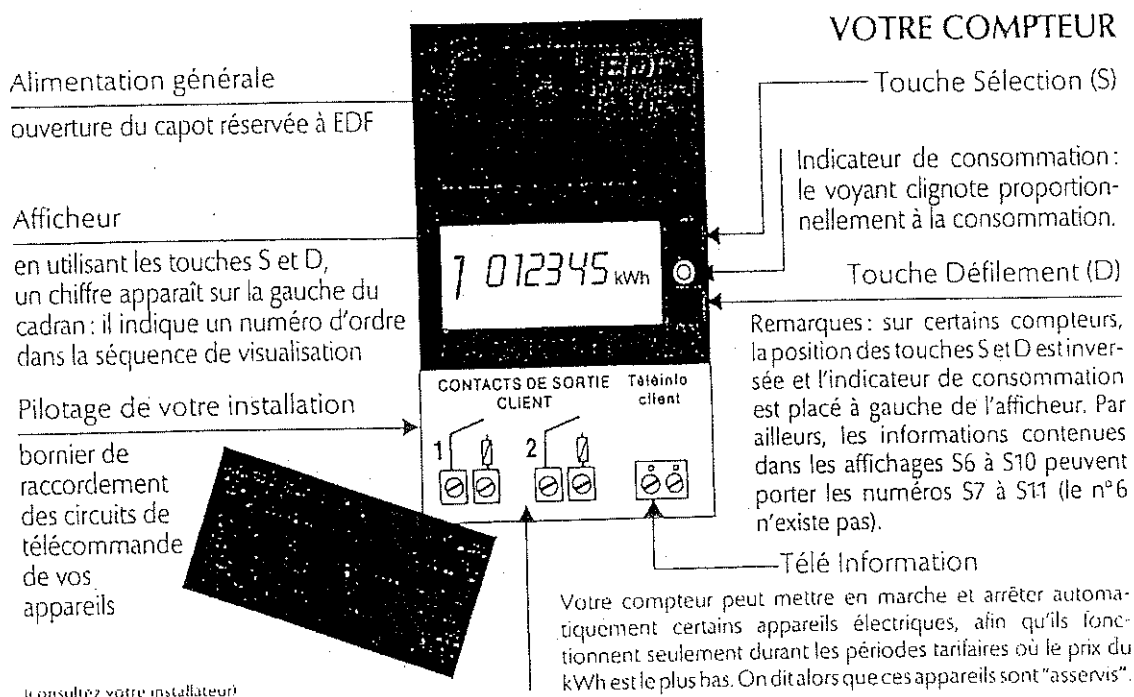 VOTRE COMPTEUR
Alimentation générale
ouverture du capot réservée à EDF
Afficheur
en utilisant les touches S et D,
un chiffre apparaît sur la gauche du
cadran : il indique un numéro d'ordre
dans la séquence de visualisation
Pilotage de votre installation
bornier de
raccordement
des circuits de
télécommande
de vos
appareils
(consultez votre installateur)
EDF
1 012345 kWh
CONTACTS DE SORTIE
CLIENT
Téléinfo
client
1
2
Touche Sélection (S)
Indicateur de consommation :
le voyant clignote proportion-
nellement à la consommation.
Touche Défilement (D)
Remarques : sur certains compteurs,
la position des touches S et D est inver-
sée et l'indicateur de consommation
est placé à gauche de l'afficheur. Par
ailleurs, les informations contenues
dans les affichages S6 à S10 peuvent
porter les numéros S7 à S11 (le n°6
n'existe pas).
Télé Information
Votre compteur peut mettre en marche et arrêter automa-
tiquement certains appareils électriques, afin qu'ils fonc-
tionnent seulement durant les périodes tarifaires où le prix du
kWh est le plus bas. On dit alors que ces appareils sont "asservis".